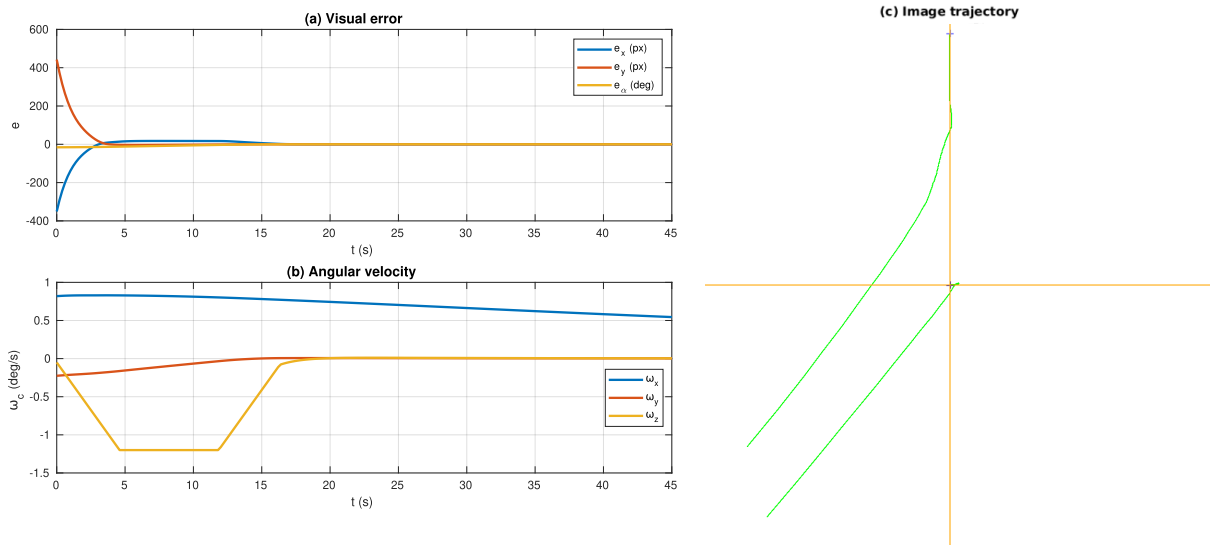 (a) Visual error
600
400
200
0
-200
-400
e
e_x (px)
e_y (px)
e_α (deg)
0 5 10 15 20 25 30 35 40 45
t (s)
(b) Angular velocity
1
0.5
0
-0.5
-1
-1.5
ω_c (deg/s)
ω_x
ω_y
ω_z
0 5 10 15 20 25 30 35 40 45
t (s)
(c) Image trajectory